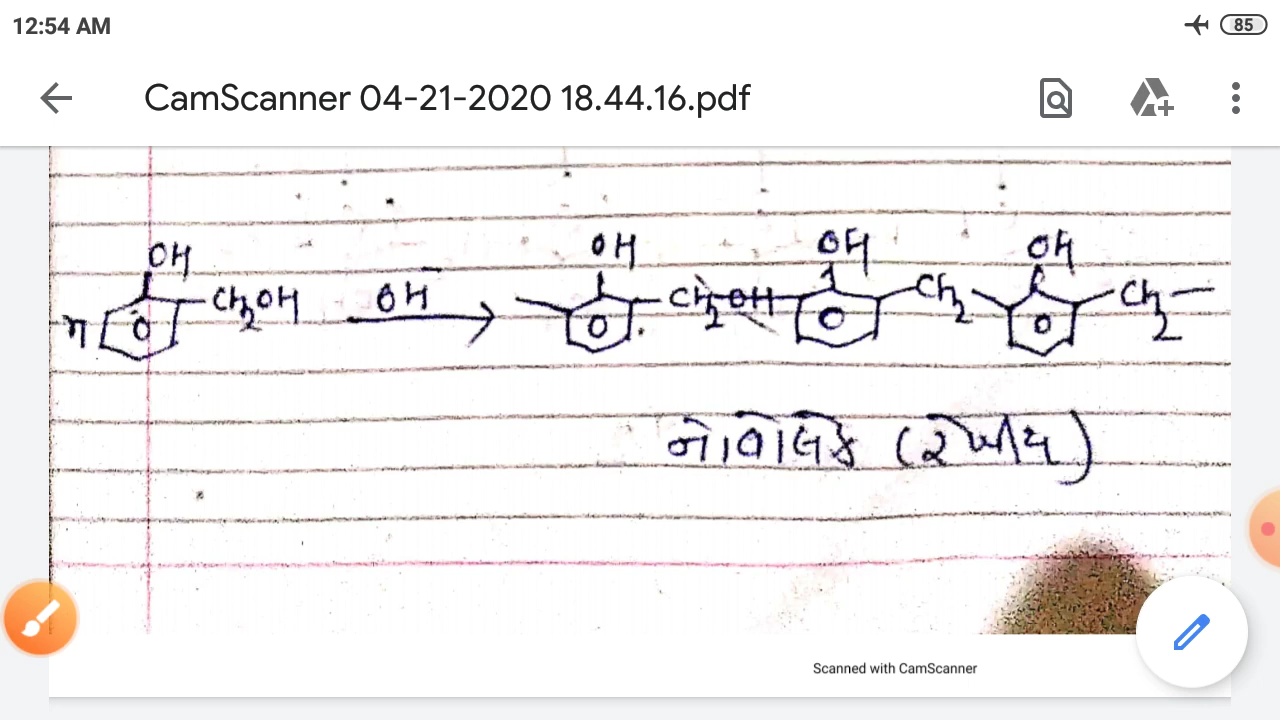 12:54 AM
85
CamScanner 04-21-2020 18.44.16.pdf
OH OH OH OH
n CH2OH OH CH2OH CH2 CH2
નોવોલેક (રેખીય)
Scanned with CamScanner